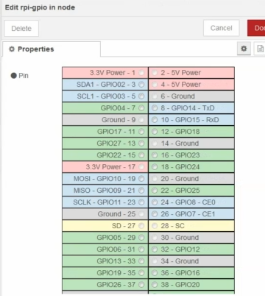 Edit rpi-gpio in node
Delete Cancel Don
Properties
Pin
3.3V Power - 1 2 - 5V Power
SDA1 - GPIO02 - 3 4 - 5V Power
SCL1 - GPIO03 - 5 6 - Ground
GPIO04 - 7 8 - GPIO14 - TxD
Ground - 9 10 - GPIO15 - RxD
GPIO17 - 11 12 - GPIO18
GPIO27 - 13 14 - Ground
GPIO22 - 15 16 - GPIO23
3.3V Power - 17 18 - GPIO24
MOSI - GPIO10 - 19 20 - Ground
MISO - GPIO09 - 21 22 - GPIO25
SCLK - GPIO11 - 23 24 - GPIO8 - CE0
Ground - 25 26 - GPIO7 - CE1
SD - 27 28 - SC
GPIO05 - 29 30 - Ground
GPIO06 - 31 32 - GPIO12
GPIO13 - 33 34 - Ground
GPIO19 - 35 36 - GPIO16
GPIO26 - 37 38 - GPIO20